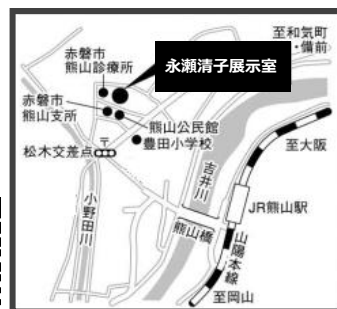 至和気町
・備前
赤磐市
熊山診療所
永瀬清子展示室
赤磐市
熊山支所
熊山公民館
豊田小学校
〒
松木交差点
至大阪
吉井川
小野田川
JR熊山駅
熊山橋
山陽本線
至岡山